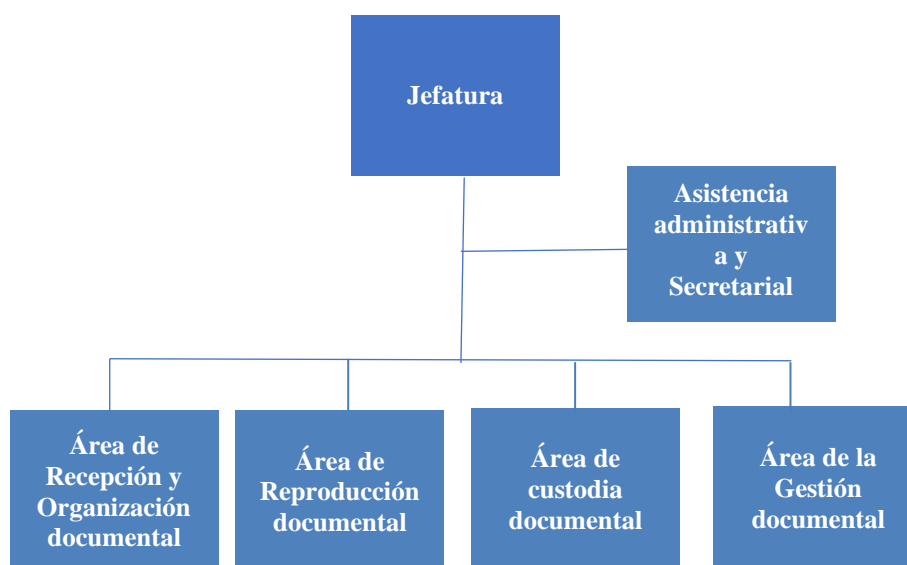 Jefatura
Asistencia
administrativ
a y
Secretarial
Área de
Recepción y
Organización
documental
Área de
Reproducción
documental
Área de
custodia
documental
Área de la
Gestión
documental